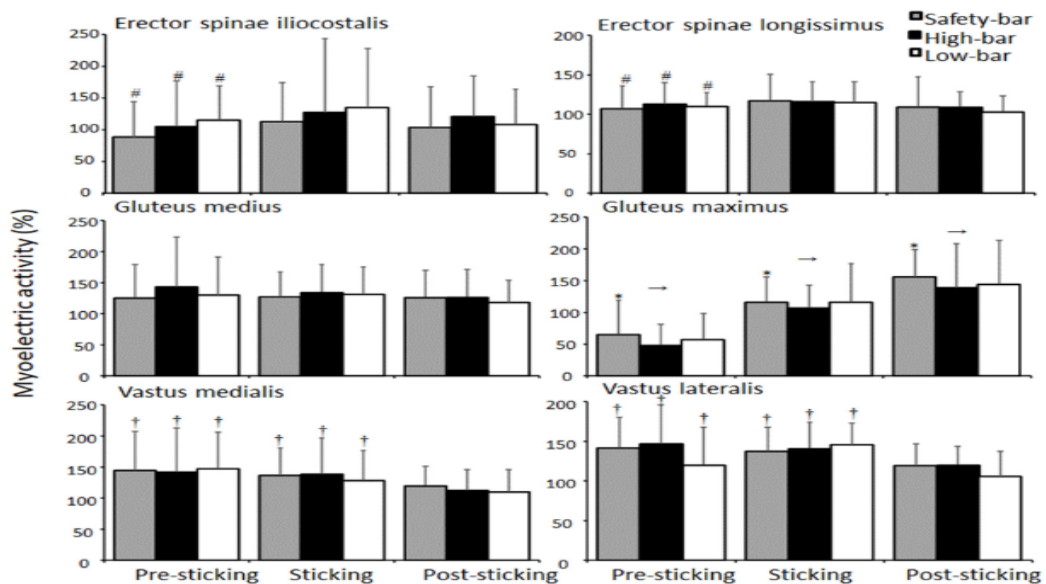 Erector spinae iliocostalis
Erector spinae longissimus
Safety-bar
High-bar
Low-bar
250
200
150
100
50
0
# # #
200
150
100
50
0
# # #
Myoelectric activity (%)
Gluteus medius
Gluteus maximus
250
200
150
100
50
0
250
200
150
100
50
0
* →
* →
* →
Vastus medialis
Vastus lateralis
250
200
150
100
50
0
† † † † † †
200
150
100
50
0
† † † † † †
Pre-sticking Sticking Post-sticking
Pre-sticking Sticking Post-sticking